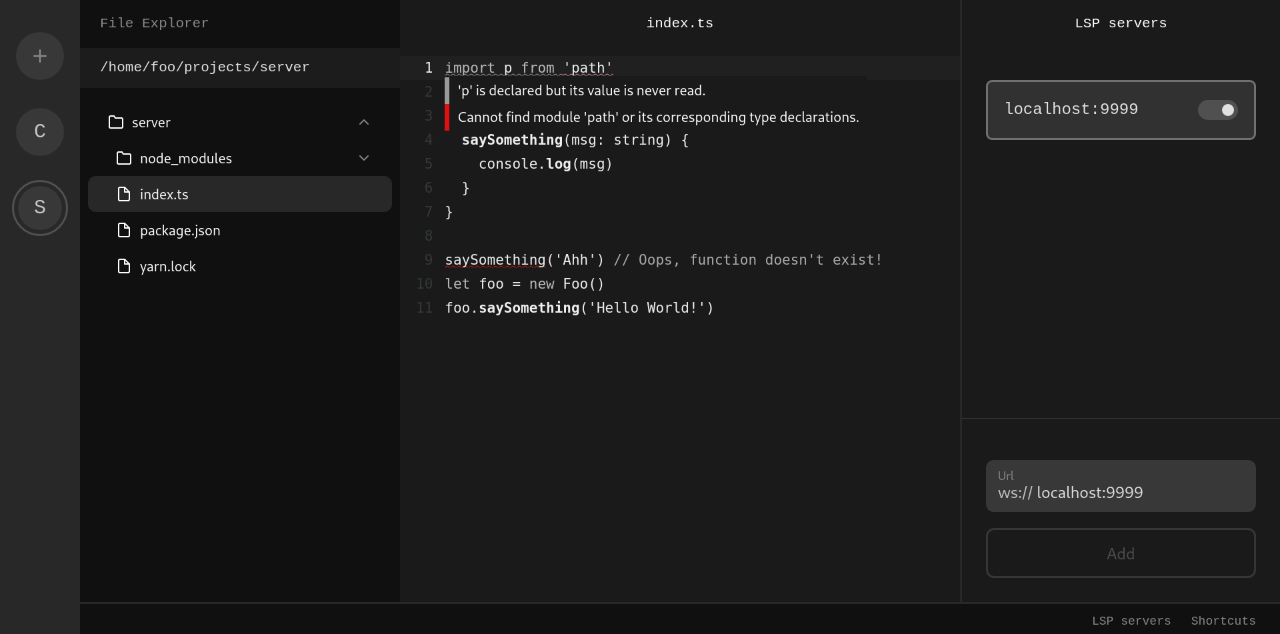 +
C
S
File Explorer
/home/foo/projects/server
server
node_modules
index.ts
package.json
yarn.lock
index.ts
1 import p from 'path'
2
'p' is declared but its value is never read.
3
Cannot find module 'path' or its corresponding type declarations.
4 saySomething(msg: string) {
5 console.log(msg)
6 }
7 }
8
9 saySomething('Ahh') // Oops, function doesn't exist!
10 let foo = new Foo()
11 foo.saySomething('Hello World!')
LSP servers
localhost:9999
Url
ws:// localhost:9999
Add
LSP servers Shortcuts